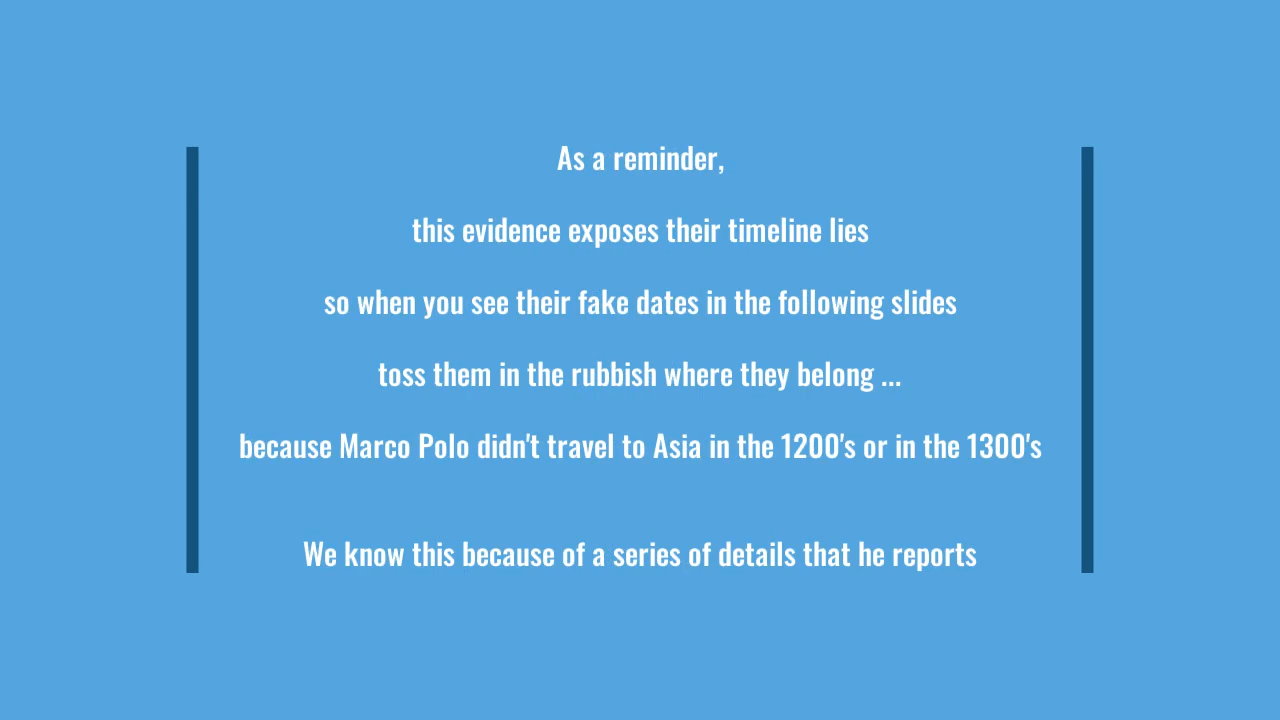 As a reminder,
this evidence exposes their timeline lies
so when you see their fake dates in the following slides
toss them in the rubbish where they belong ...
because Marco Polo didn't travel to Asia in the 1200's or in the 1300's
We know this because of a series of details that he reports